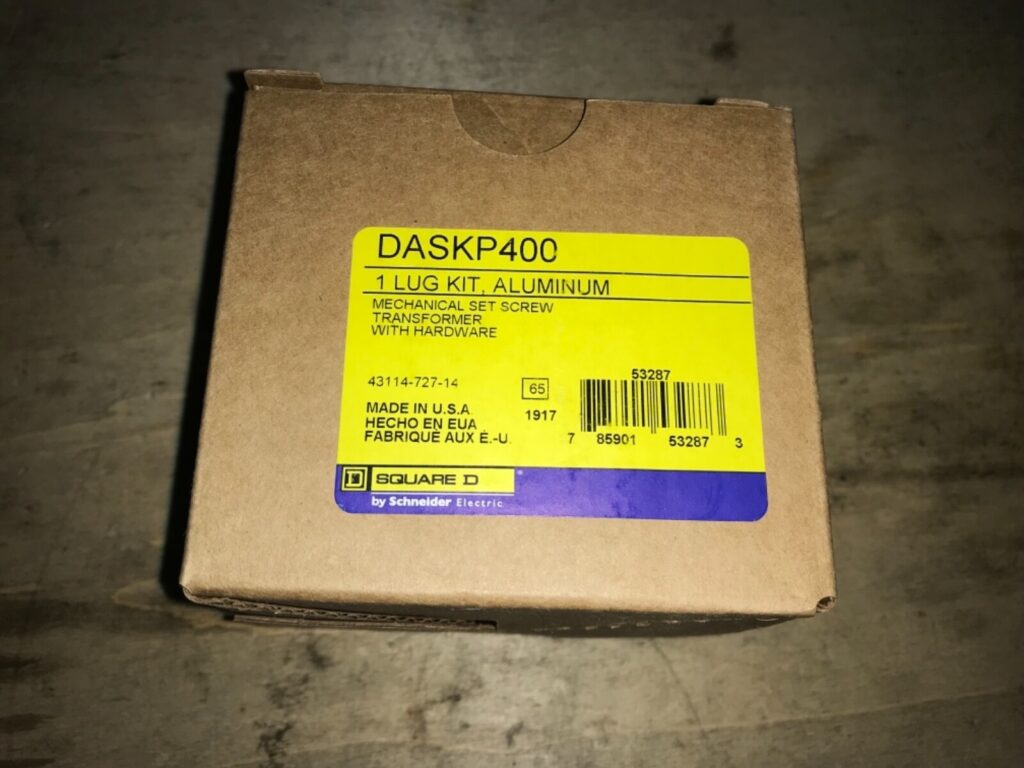 DASKP400
1 LUG KIT, ALUMINUM
MECHANICAL SET SCREW
TRANSFORMER
WITH HARDWARE
43114-727-14
65
1917
53287
7 85901 53287 3
MADE IN U.S.A.
HECHO EN EUA
FABRIQUÉ AUX É.-U.
SQUARE D
by Schneider Electric